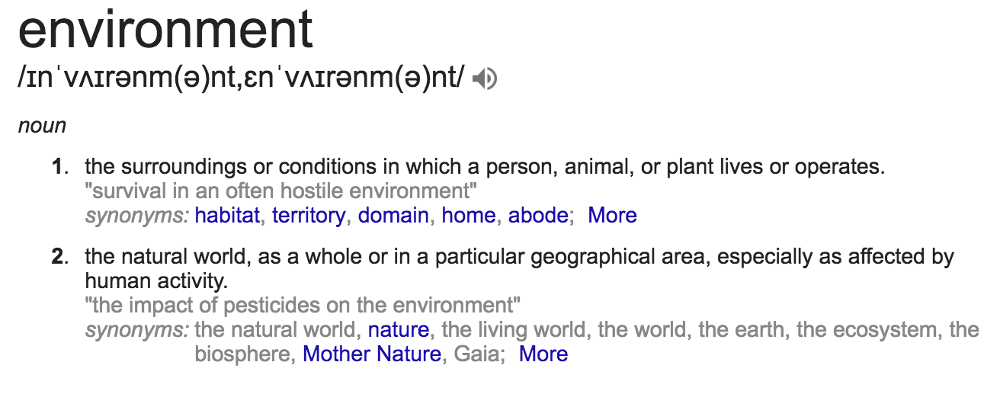 environment
/ɪnˈvʌɪrənm(ə)nt,ɛnˈvʌɪrənm(ə)nt/
noun
1. the surroundings or conditions in which a person, animal, or plant lives or operates.
"survival in an often hostile environment"
synonyms: habitat, territory, domain, home, abode; More
2. the natural world, as a whole or in a particular geographical area, especially as affected by
human activity.
"the impact of pesticides on the environment"
synonyms: the natural world, nature, the living world, the world, the earth, the ecosystem, the
biosphere, Mother Nature, Gaia; More